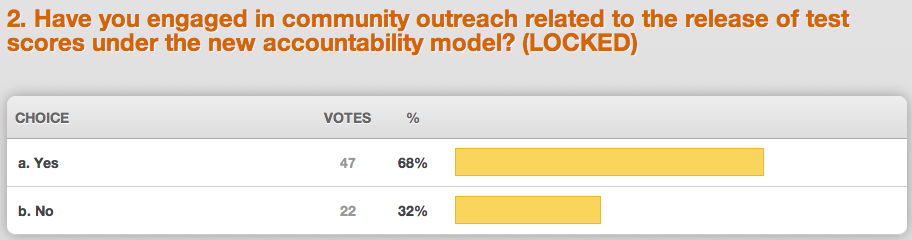 2. Have you engaged in community outreach related to the release of test
scores under the new accountability model? (LOCKED)
CHOICE VOTES %
a. Yes 47 68%
b. No 22 32%